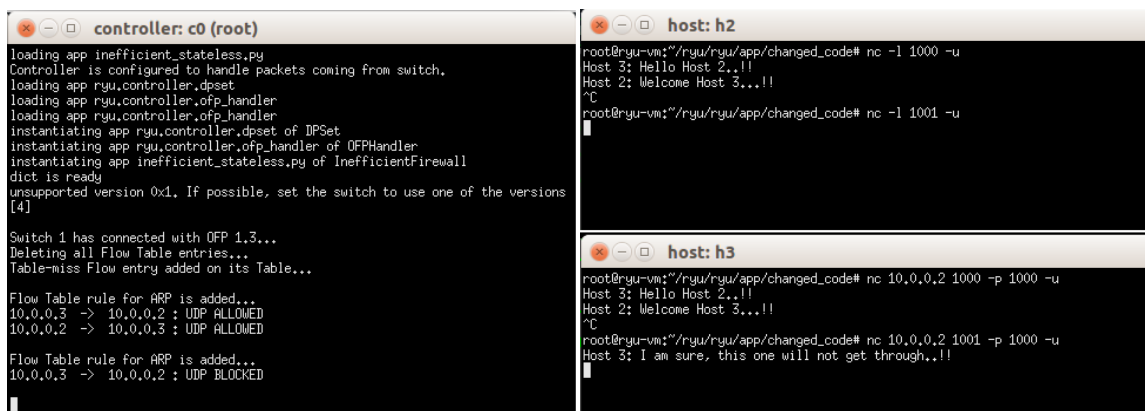 controller: c0 (root)
loading app inefficient_stateless.py
Controller is configured to handle packets coming from switch.
loading app ryu.controller.dpset
loading app ryu.controller.ofp_handler
loading app ryu.controller.ofp_handler
instantiating app ryu.controller.dpset of DPSet
instantiating app ryu.controller.ofp_handler of OFPHandler
instantiating app inefficient_stateless.py of InefficientFirewall
dict is ready
unsupported version 0x1. If possible, set the switch to use one of the versions
[4]
Switch 1 has connected with OFP 1.3...
Deleting all Flow Table entries...
Table-miss Flow entry added on its Table...
Flow Table rule for ARP is added...
10.0.0.3 -> 10.0.0.2 : UDP ALLOWED
10.0.0.2 -> 10.0.0.3 : UDP ALLOWED
Flow Table rule for ARP is added...
10.0.0.3 -> 10.0.0.2 : UDP BLOCKED
host: h2
root@ryu-vm:~/ryu/ryu/app/changed_code# nc -l 1000 -u
Host 3: Hello Host 2..!!
Host 2: Welcome Host 3...!!
^C
root@ryu-vm:~/ryu/ryu/app/changed_code# nc -l 1001 -u
host: h3
root@ryu-vm:~/ryu/ryu/app/changed_code# nc 10.0.0.2 1000 -p 1000 -u
Host 3: Hello Host 2..!!
Host 2: Welcome Host 3...!!
^C
root@ryu-vm:~/ryu/ryu/app/changed_code# nc 10.0.0.2 1001 -p 1000 -u
Host 3: I am sure, this one will not get through..!!